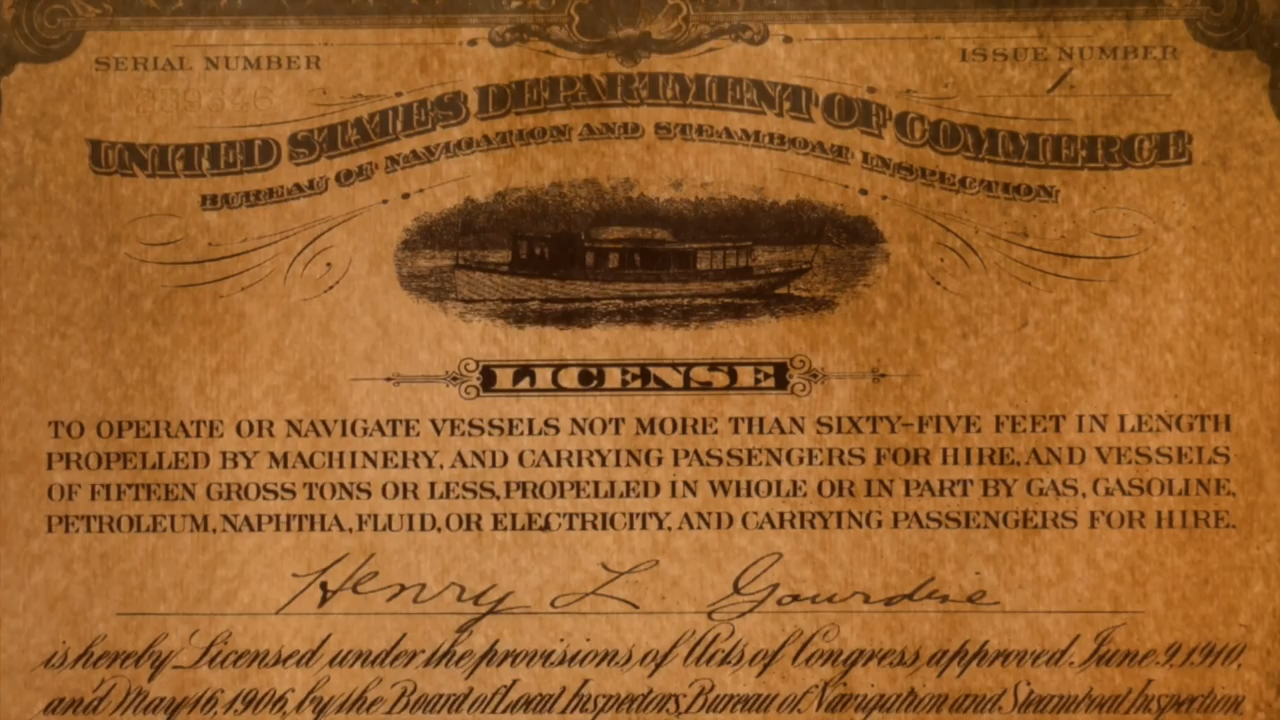 SERIAL NUMBER
ISSUE NUMBER
239346
1
UNITED STATES DEPARTMENT OF COMMERCE
BUREAU OF NAVIGATION AND STEAMBOAT INSPECTION
LICENSE
TO OPERATE OR NAVIGATE VESSELS NOT MORE THAN SIXTY-FIVE FEET IN LENGTH
PROPELLED BY MACHINERY, AND CARRYING PASSENGERS FOR HIRE, AND VESSELS
OF FIFTEEN GROSS TONS OR LESS, PROPELLED IN WHOLE OR IN PART BY GAS, GASOLINE,
PETROLEUM, NAPHTHA, FLUID, OR ELECTRICITY, AND CARRYING PASSENGERS FOR HIRE.
Henry L Gourdine
is hereby Licensed under the provisions of Acts of Congress approved June 9, 1910,
and May 16, 1906, by the Board of Local Inspectors, Bureau of Navigation and Steamboat Inspection